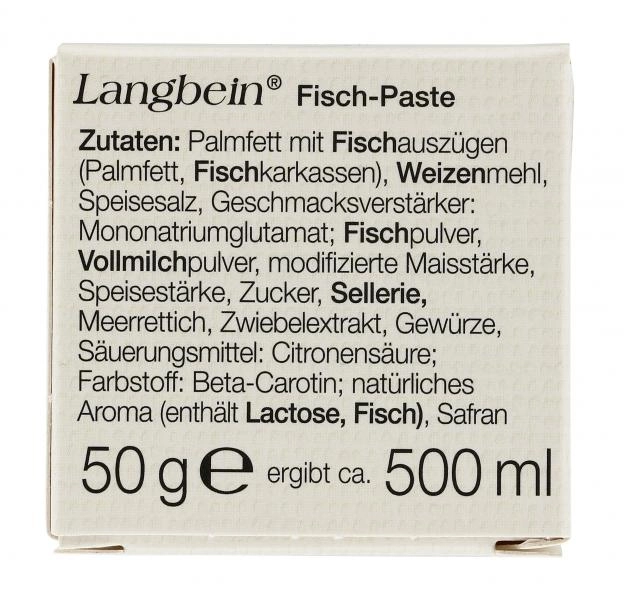 Langbein® Fisch-Paste
Zutaten: Palmfett mit Fischauszügen
(Palmfett, Fischkarkassen), Weizenmehl,
Speisesalz, Geschmacksverstärker:
Mononatriumglutamat; Fischpulver,
Vollmilchpulver, modifizierte Maisstärke,
Speisestärke, Zucker, Sellerie,
Meerrettich, Zwiebelextrakt, Gewürze,
Säuerungsmittel: Citronensäure;
Farbstoff: Beta-Carotin; natürliches
Aroma (enthält Lactose, Fisch), Safran
50 g ℮ ergibt ca. 500 ml